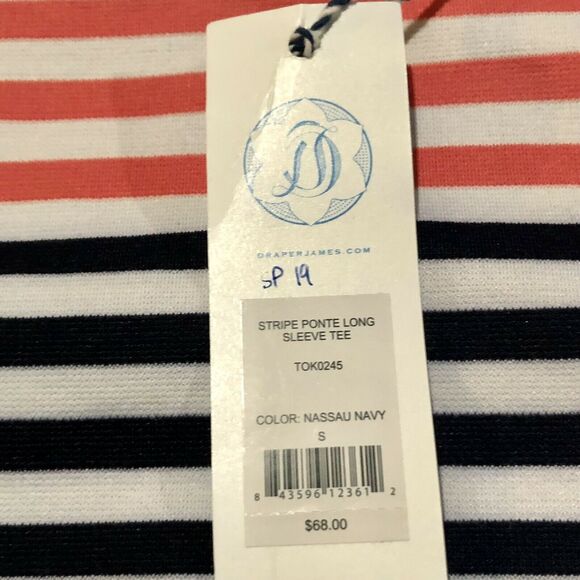 DJ
DRAPERJAMES.COM
SP 19
STRIPE PONTE LONG
SLEEVE TEE
TOK0245
COLOR: NASSAU NAVY
S
8 43596 12361 2
$68.00